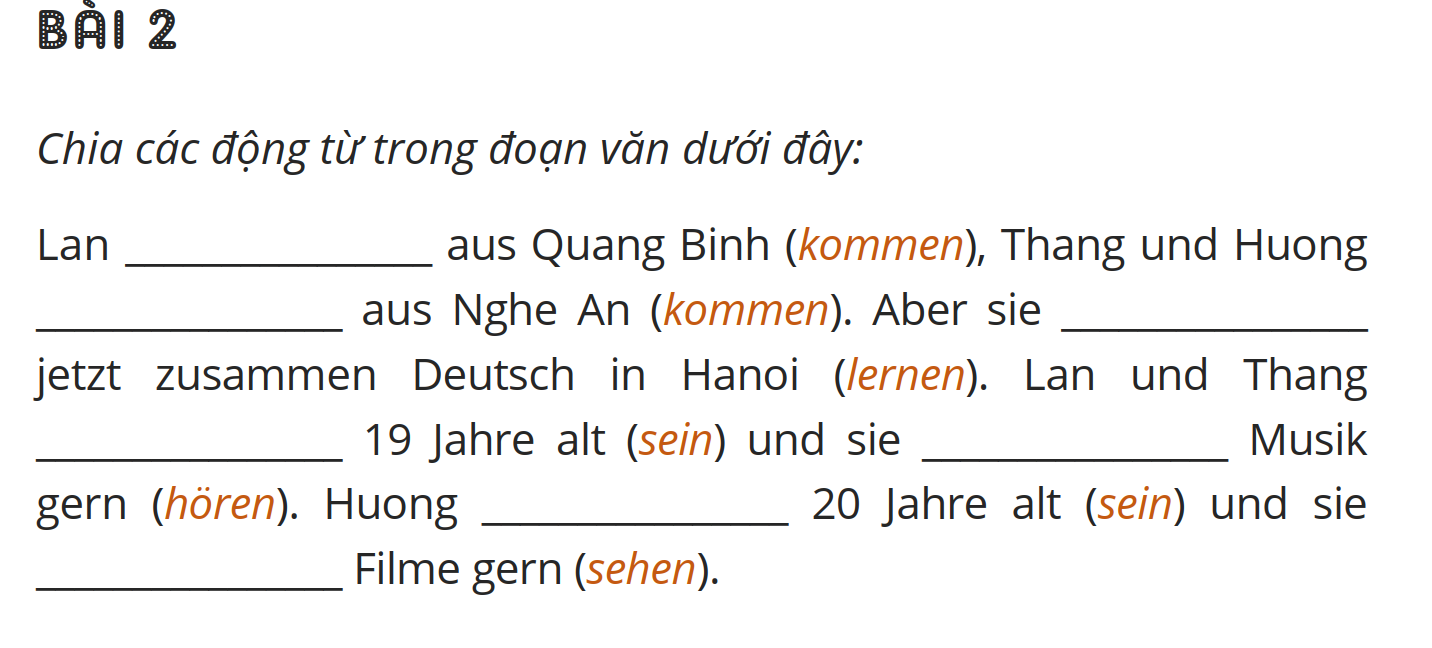 BÀI 2
Chia các động từ trong đoạn văn dưới đây:
Lan ______________ aus Quang Binh (kommen), Thang und Huong
______________ aus Nghe An (kommen). Aber sie ______________
jetzt zusammen Deutsch in Hanoi (lernen). Lan und Thang
______________ 19 Jahre alt (sein) und sie ______________ Musik
gern (hören). Huong ______________ 20 Jahre alt (sein) und sie
______________ Filme gern (sehen).